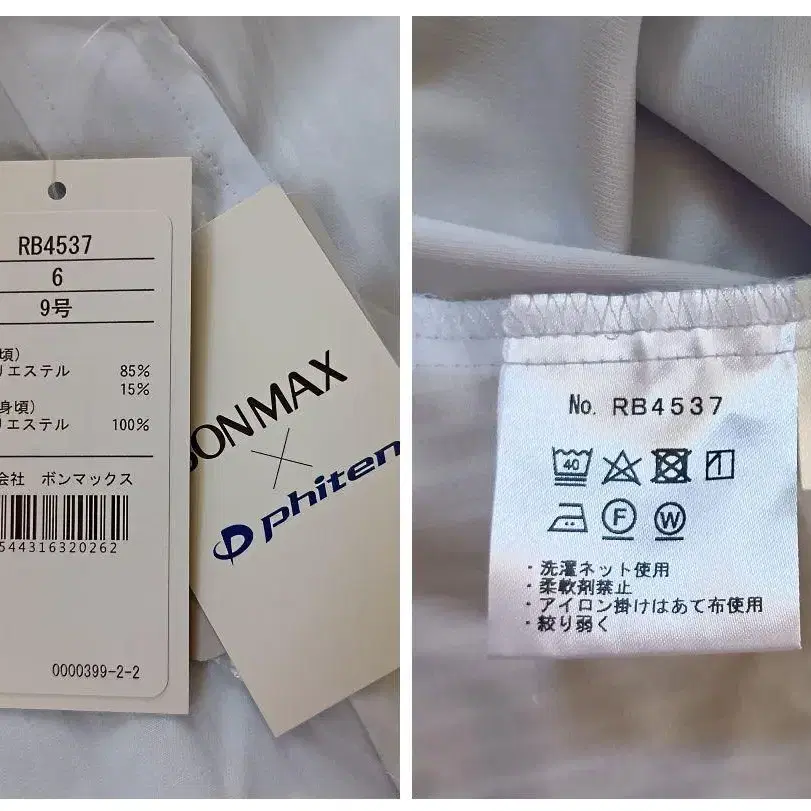 RB4537
6
9号
頃)
エステル 85%
15%
身頃)
エステル 100%
会社 ボンマックス
544316320262
0000399-2-2
ONMAX
×
phiten
No. RB4537
40
F W
・洗濯ネット使用
・柔軟剤禁止
・アイロン掛けはあて布使用
・絞り弱く